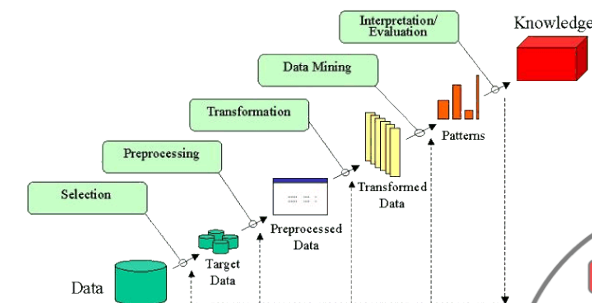 Interpretation/
Evaluation
Knowledge
Data Mining
Transformation
Patterns
Preprocessing
Transformed
Data
Selection
Preprocessed
Data
Target
Data
Data